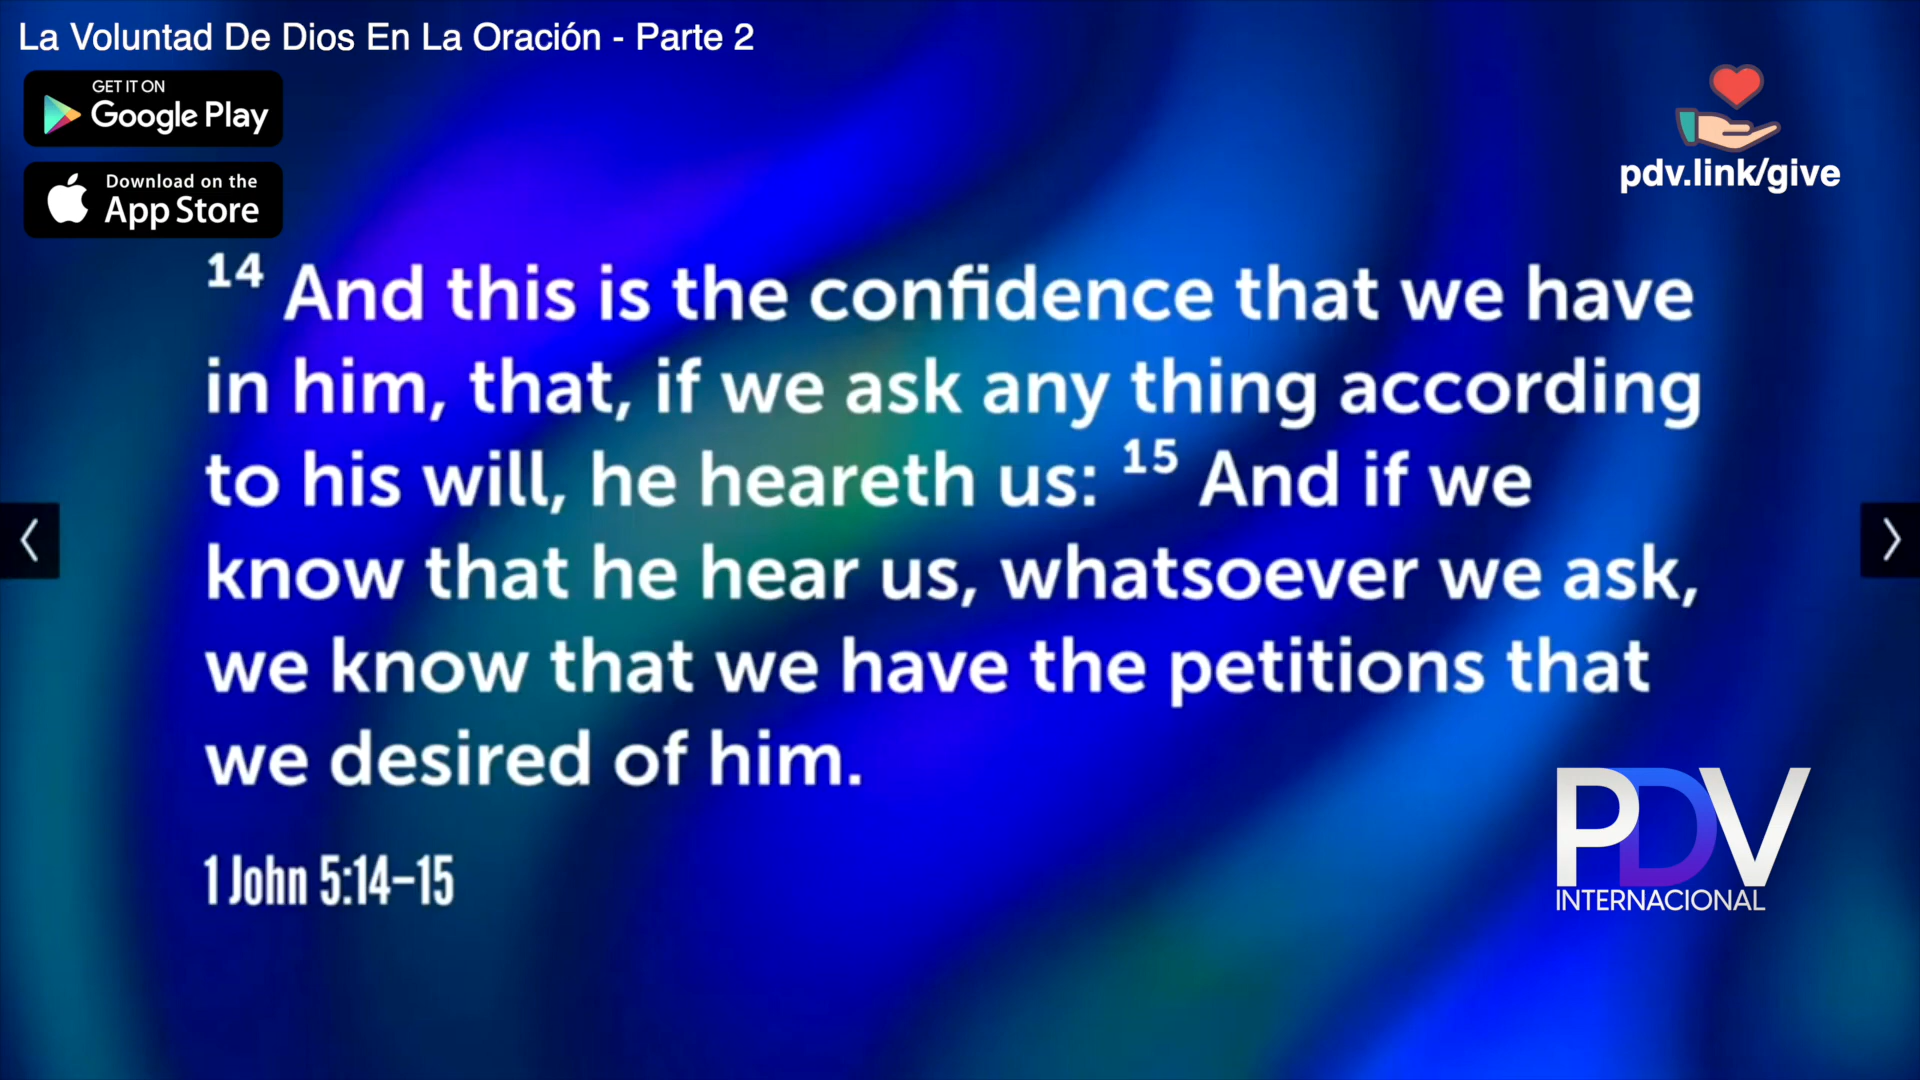 La Voluntad De Dios En La Oración - Parte 2
GET IT ON
Google Play
Download on the
App Store
pdv.link/give
14 And this is the confidence that we have
in him, that, if we ask any thing according
to his will, he heareth us: 15 And if we
know that he hear us, whatsoever we ask,
we know that we have the petitions that
we desired of him.
1 John 5:14–15
PDV
INTERNACIONAL